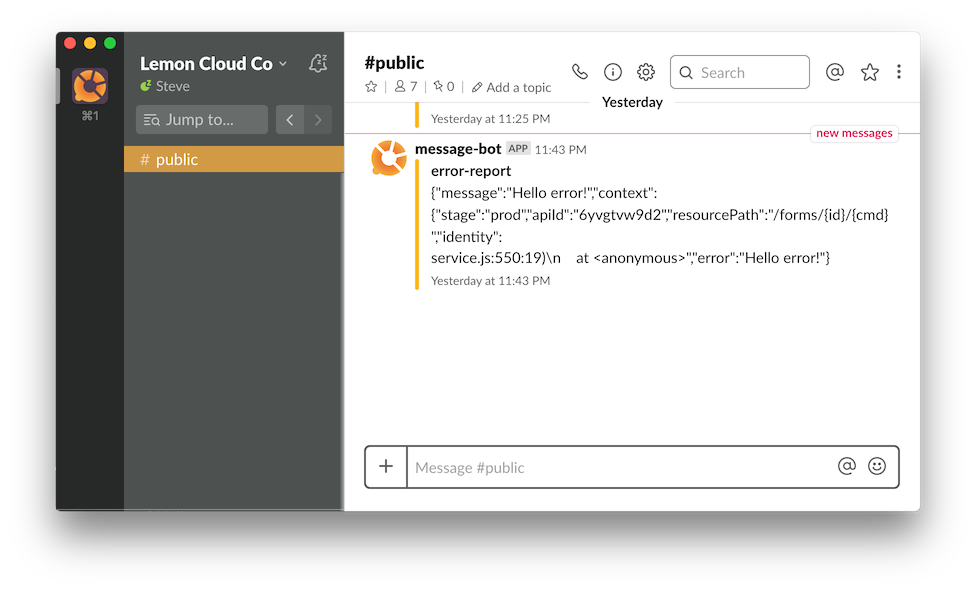 Lemon Cloud Co
Steve
⌘1
Jump to...
# public
#public
7
0
Add a topic
Search
Yesterday
Yesterday at 11:25 PM
new messages
message-bot APP 11:43 PM
error-report
{"message":"Hello error!","context":
{"stage":"prod","apiId":"6yvgtvw9d2","resourcePath":"/forms/{id}/{cmd}
","identity":
service.js:550:19)\n    at <anonymous>","error":"Hello error!"}
Yesterday at 11:43 PM
Message #public